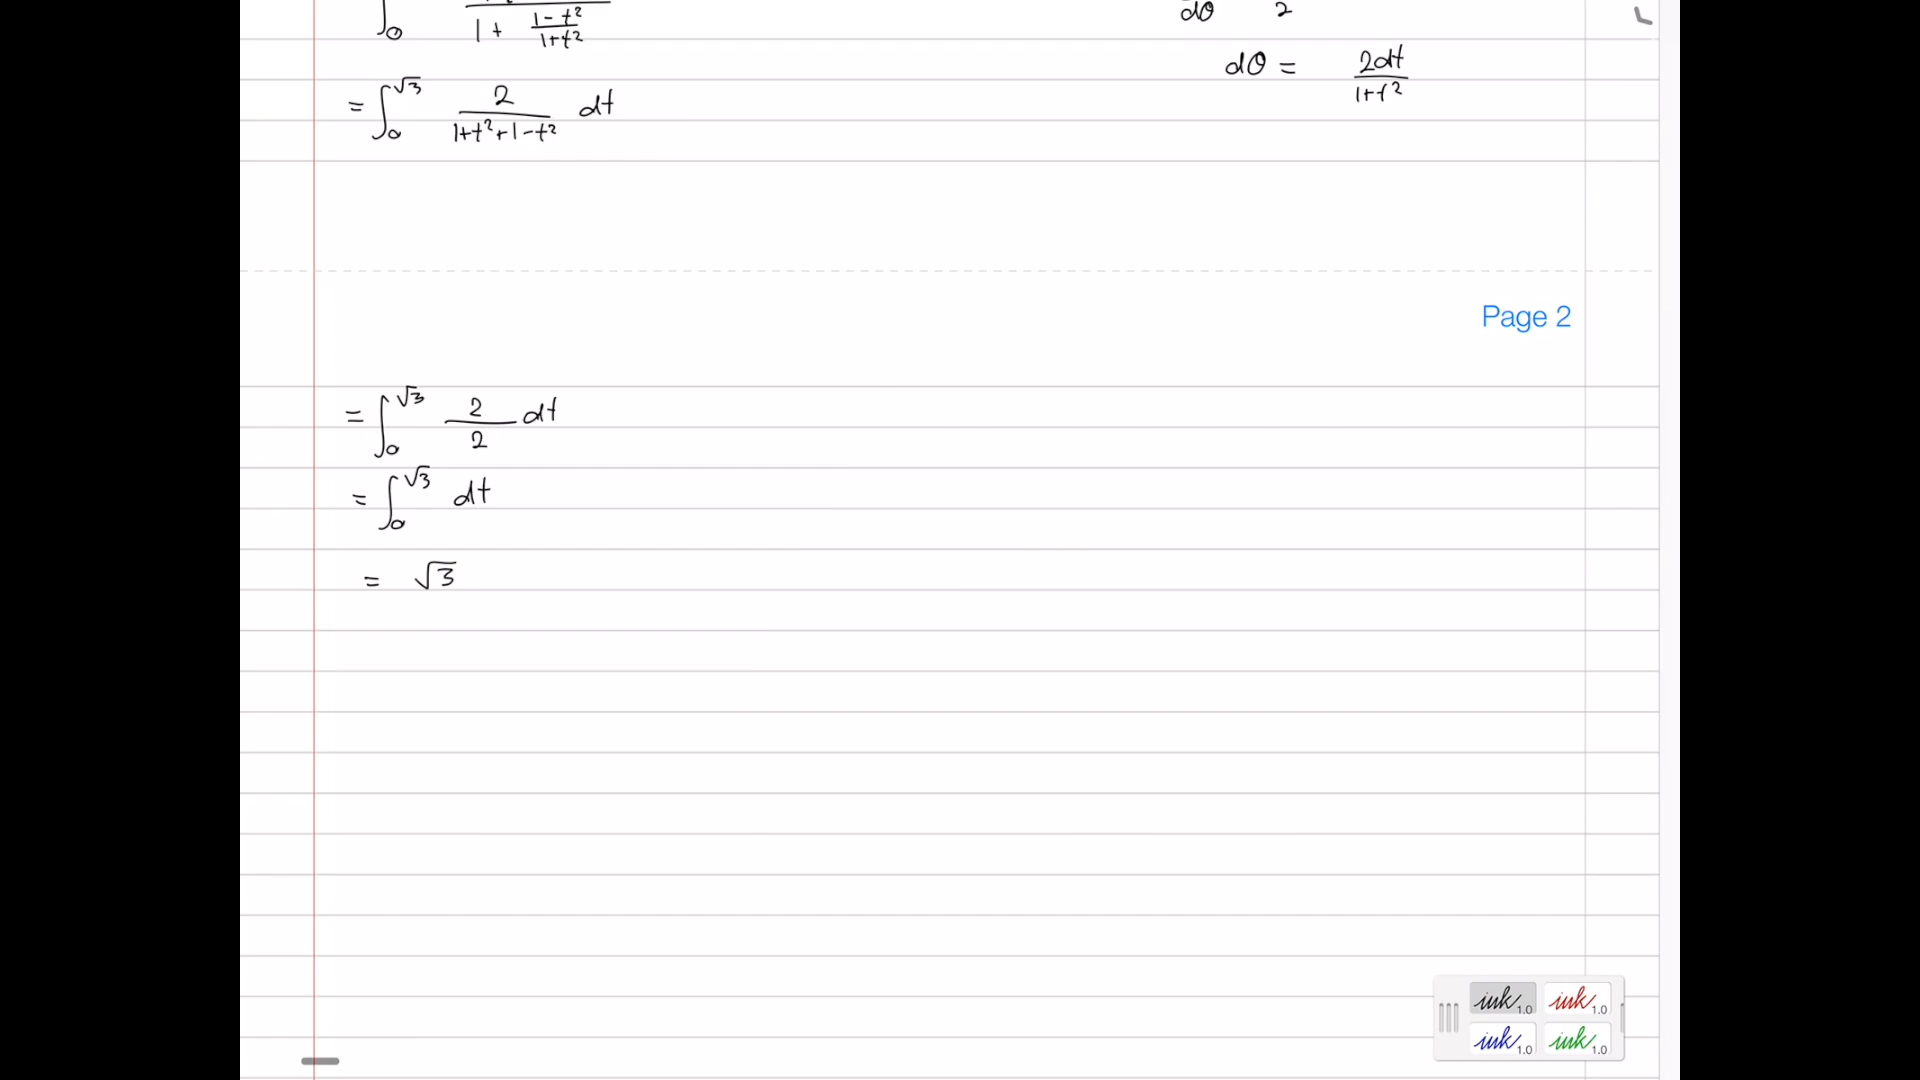 ∫₀ 1 + (1-t²)/(1+t²)
dθ 2
dθ = 2dt/(1+t²)
= ∫₀^√3 2/(1+t²+1-t²) dt
Page 2
= ∫₀^√3 2/2 dt
= ∫₀^√3 dt
= √3
ink 1.0 ink 1.0
ink 1.0 ink 1.0